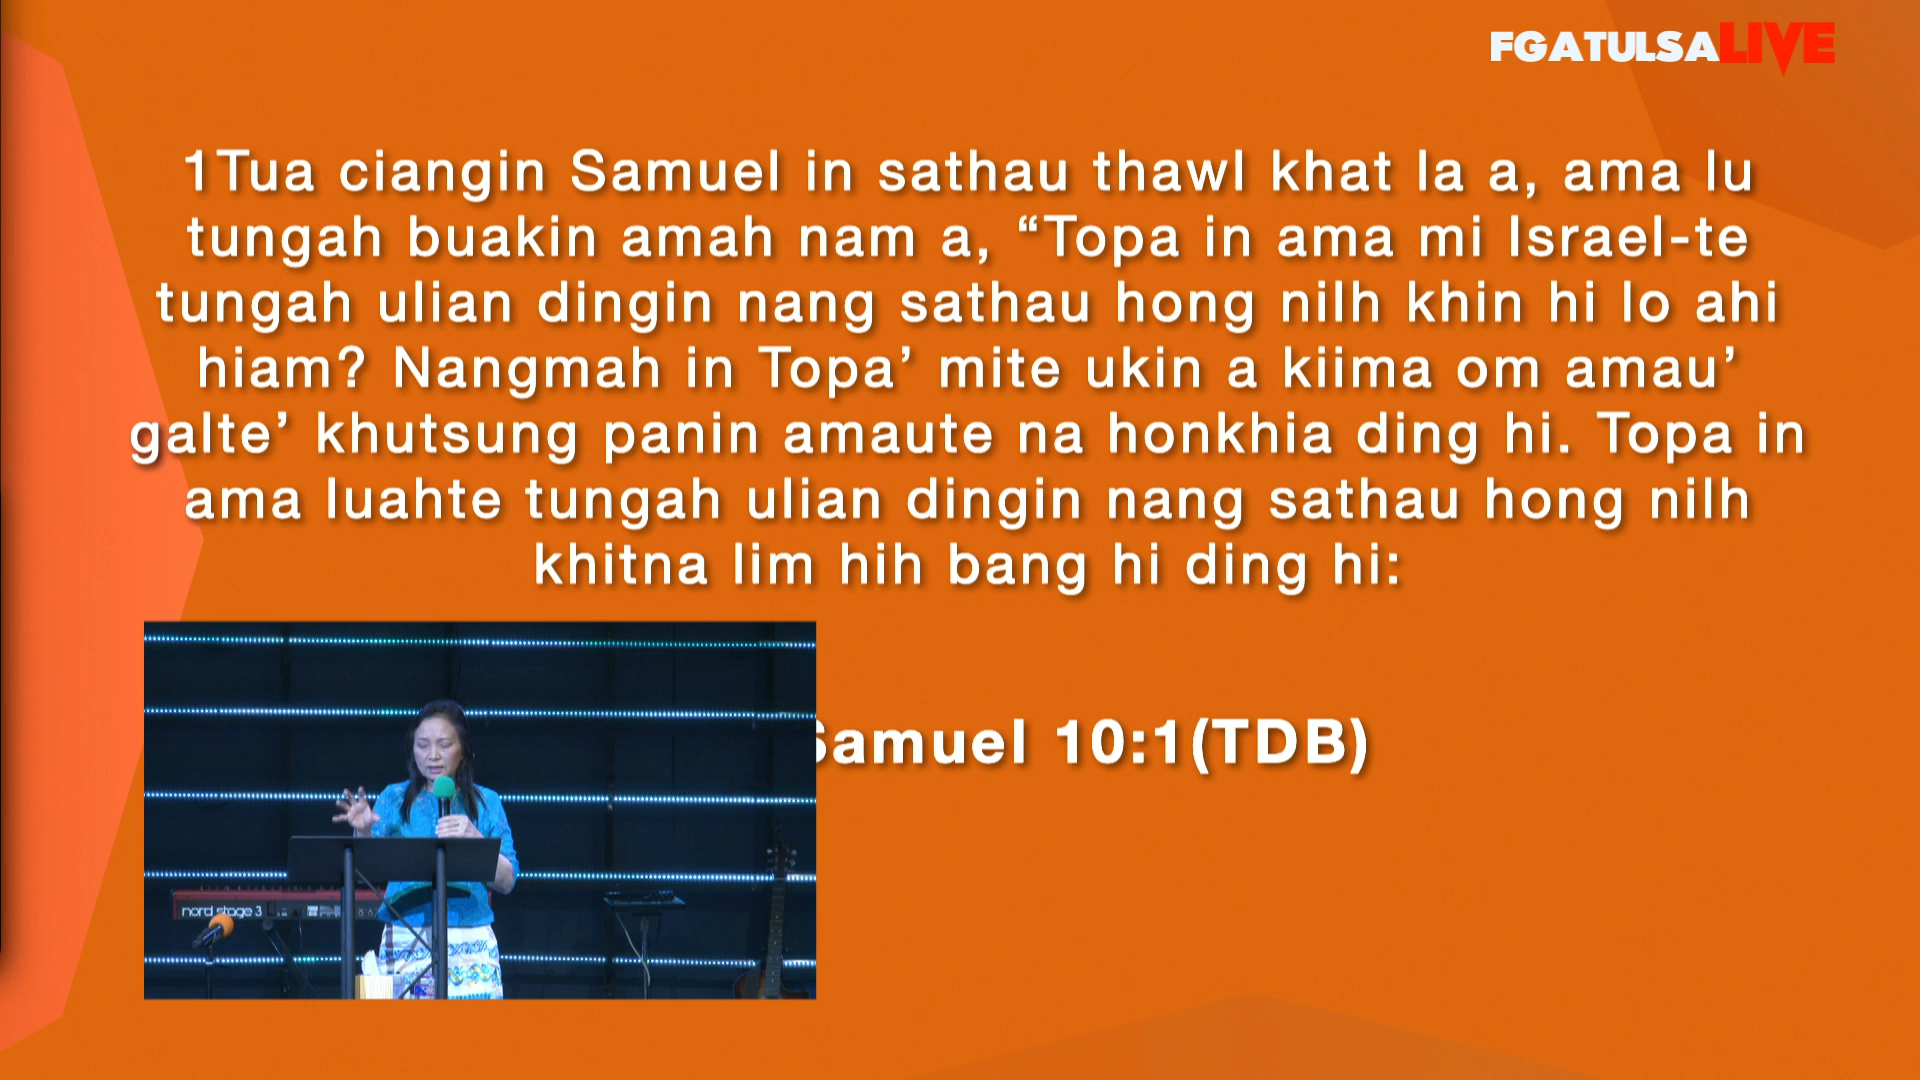 FGATULSALIVE
1Tua ciangin Samuel in sathau thawl khat la a, ama lu
tungah buakin amah nam a, “Topa in ama mi Israel-te
tungah ulian dingin nang sathau hong nilh khin hi lo ahi
hiam? Nangmah in Topa’ mite ukin a kiima om amau’
galte’ khutsung panin amaute na honkhia ding hi. Topa in
ama luahte tungah ulian dingin nang sathau hong nilh
khitna lim hih bang hi ding hi:
Samuel 10:1(TDB)
nord stage 3